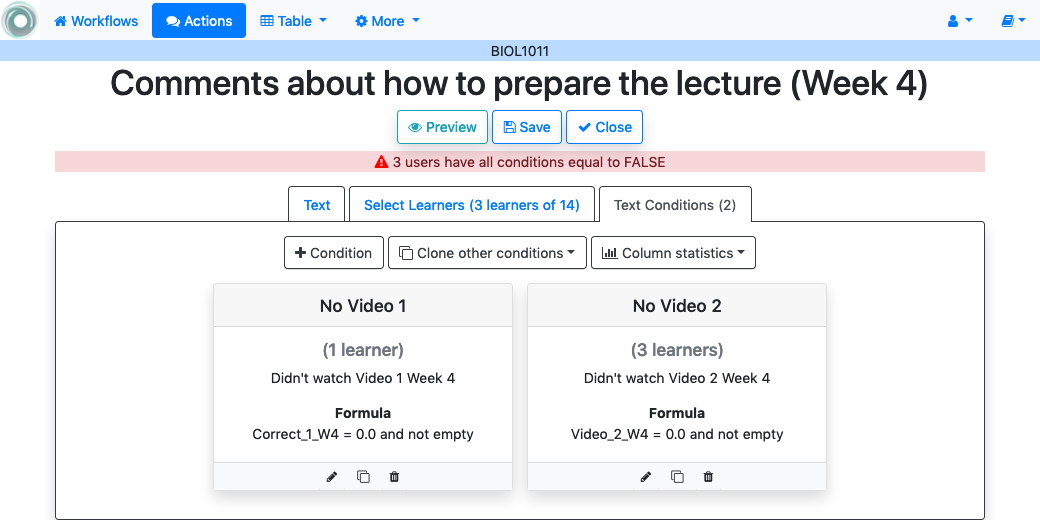 Workflows Actions Table More
BIOL1011
Comments about how to prepare the lecture (Week 4)
Preview Save Close
3 users have all conditions equal to FALSE
Text Select Learners (3 learners of 14) Text Conditions (2)
Condition Clone other conditions Column statistics
No Video 1
(1 learner)
Didn't watch Video 1 Week 4
Formula
Correct_1_W4 = 0.0 and not empty
No Video 2
(3 learners)
Didn't watch Video 2 Week 4
Formula
Video_2_W4 = 0.0 and not empty